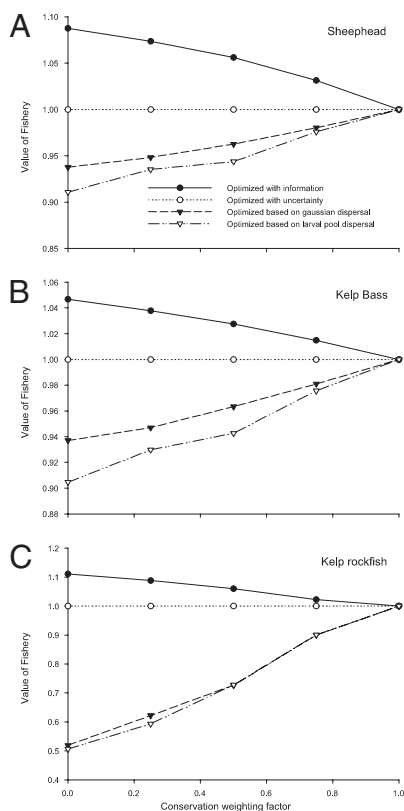 A
Sheephead
Value of Fishery
1.10
1.05
1.00
0.95
0.90
0.85
Optimized with information
Optimized with uncertainty
Optimized based on gaussian dispersal
Optimized based on larval pool dispersal
B
Kelp Bass
Value of Fishery
1.06
1.04
1.02
1.00
0.98
0.96
0.94
0.92
0.90
0.88
C
Kelp rockfish
Value of Fishery
1.2
1.1
1.0
0.9
0.8
0.7
0.6
0.5
0.4
0.0 0.2 0.4 0.6 0.8 1.0
Conservation weighting factor